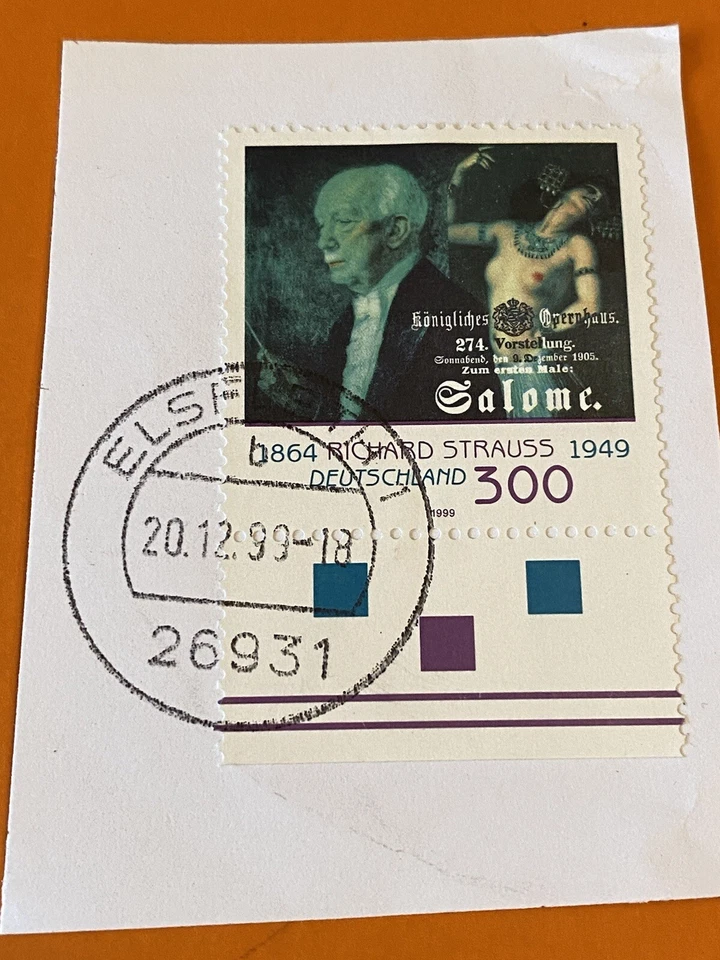 Königliches Opernhaus.
274. Vorstellung.
Sonnabend, den 9. Dezember 1905.
Zum ersten Male:
Salome.
1864 RICHARD STRAUSS 1949
DEUTSCHLAND 300
1999
b
20.12.99-18
26931